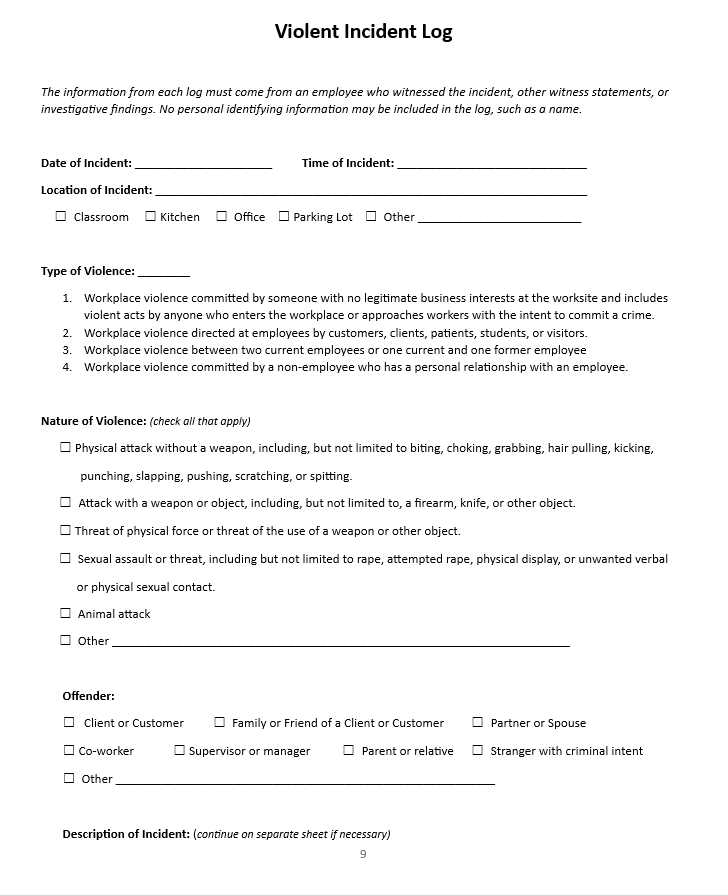 Violent Incident Log
The information from each log must come from an employee who witnessed the incident, other witness statements, or
investigative findings. No personal identifying information may be included in the log, such as a name.
Date of Incident: _____________________ Time of Incident: _____________________________
Location of Incident: __________________________________________________________________
☐ Classroom ☐ Kitchen ☐ Office ☐ Parking Lot ☐ Other _________________________
Type of Violence: ________
1. Workplace violence committed by someone with no legitimate business interests at the worksite and includes
violent acts by anyone who enters the workplace or approaches workers with the intent to commit a crime.
2. Workplace violence directed at employees by customers, clients, patients, students, or visitors.
3. Workplace violence between two current employees or one current and one former employee
4. Workplace violence committed by a non-employee who has a personal relationship with an employee.
Nature of Violence: (check all that apply)
☐ Physical attack without a weapon, including, but not limited to biting, choking, grabbing, hair pulling, kicking,
punching, slapping, pushing, scratching, or spitting.
☐ Attack with a weapon or object, including, but not limited to, a firearm, knife, or other object.
☐ Threat of physical force or threat of the use of a weapon or other object.
☐ Sexual assault or threat, including but not limited to rape, attempted rape, physical display, or unwanted verbal
or physical sexual contact.
☐ Animal attack
☐ Other ______________________________________________________________________
Offender:
☐ Client or Customer ☐ Family or Friend of a Client or Customer ☐ Partner or Spouse
☐ Co-worker ☐ Supervisor or manager ☐ Parent or relative ☐ Stranger with criminal intent
☐ Other __________________________________________________________
Description of Incident: (continue on separate sheet if necessary)
9